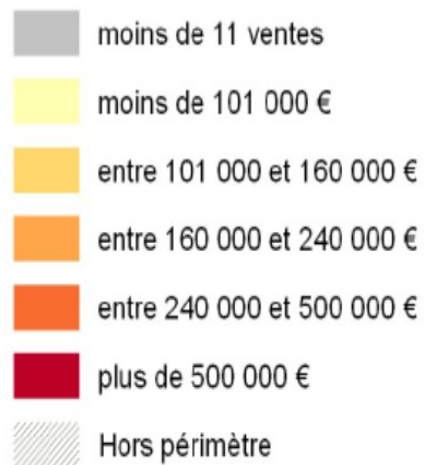 moins de 11 ventes
moins de 101 000 €
entre 101 000 et 160 000 €
entre 160 000 et 240 000 €
entre 240 000 et 500 000 €
plus de 500 000 €
Hors périmètre